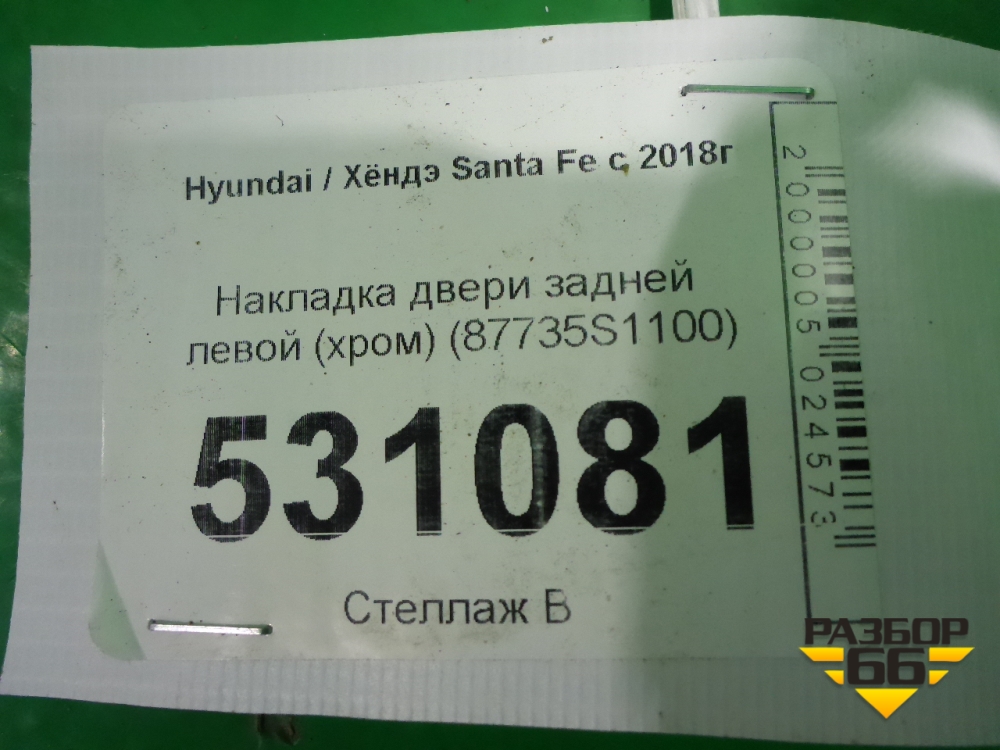 Hyundai / Хёндэ Santa Fe с 2018г
Накладка двери задней
левой (хром) (87735S1100)
531081
Стеллаж В
2000005024573
РАЗБОР
66